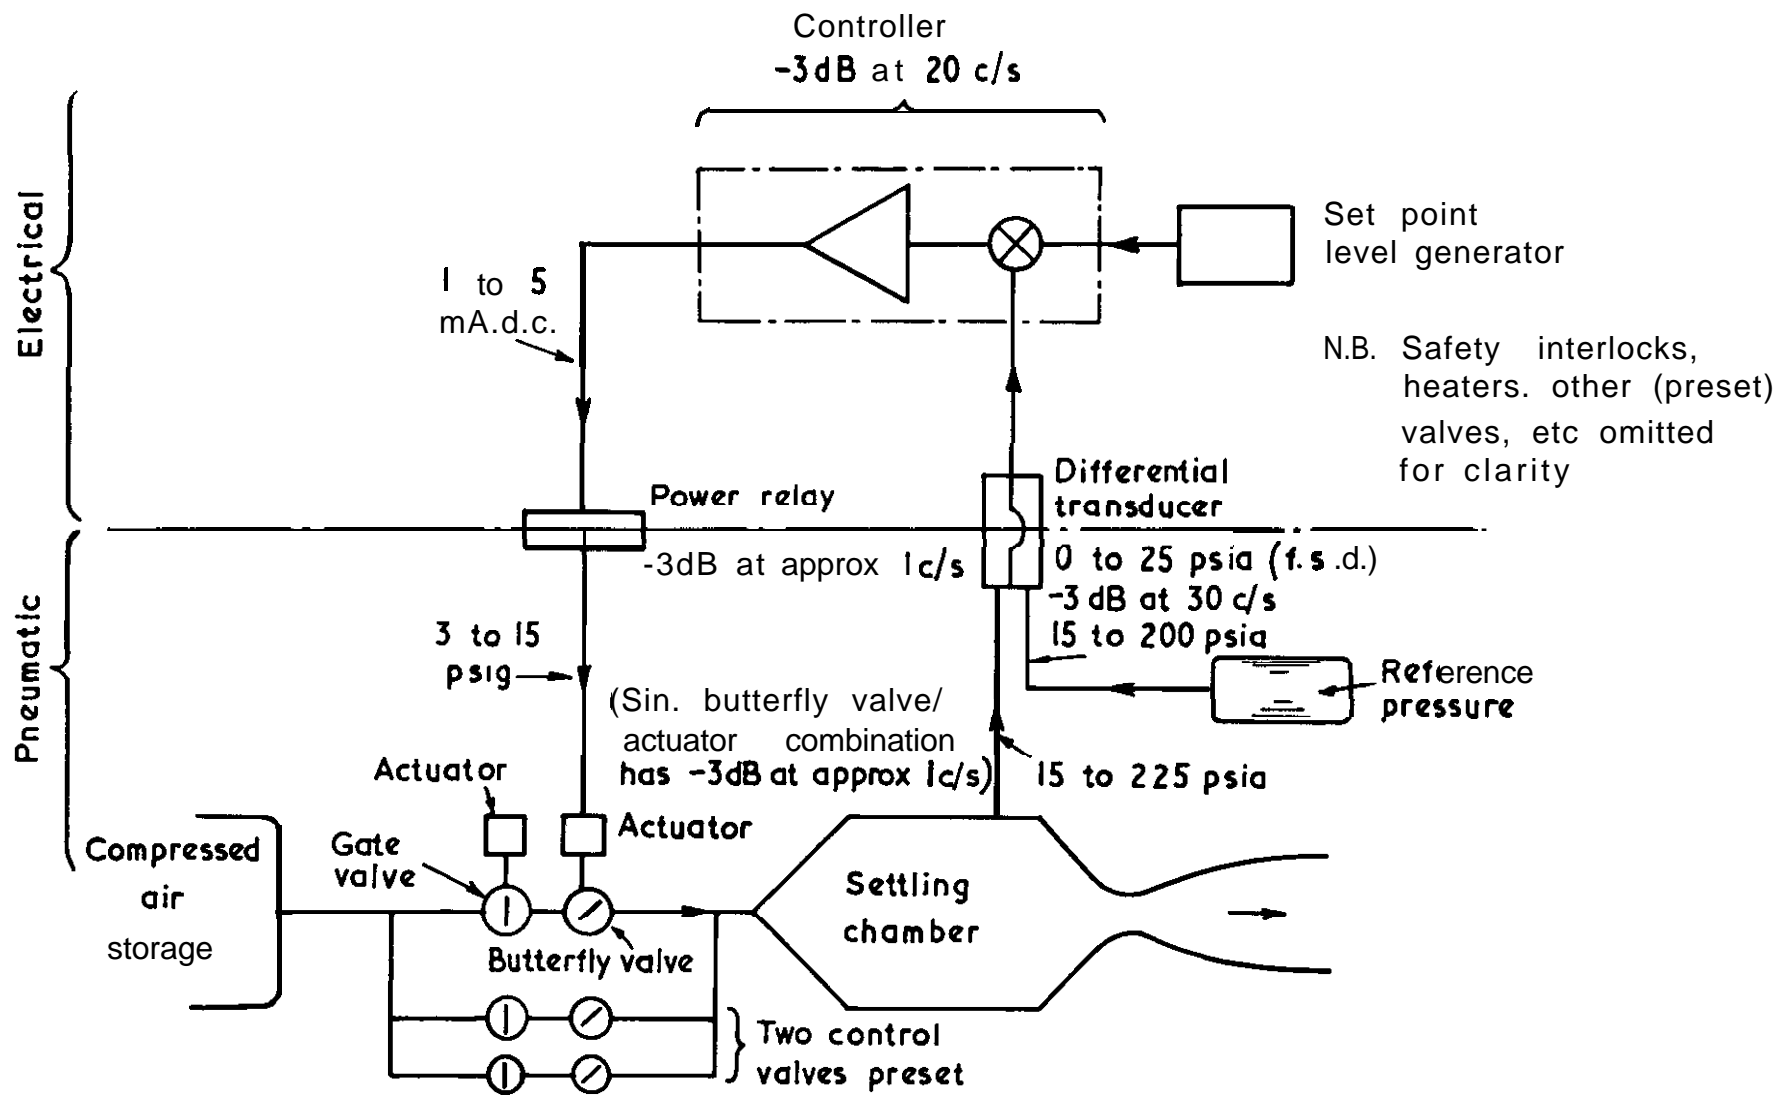 Controller
-3dB at 20 c/s
Electrical
Set point
level generator
1 to 5
mA.d.c.
N.B. Safety interlocks,
heaters. other (preset)
valves, etc omitted
for clarity
Power relay
Differential
transducer
-3dB at approx 1c/s
0 to 25 psia (f.s.d.)
-3dB at 30 c/s
15 to 200 psia
Pneumatic
3 to 15
psig
Reference
pressure
(Sin. butterfly valve/
actuator combination
has -3dB at approx 1c/s)
15 to 225 psia
Actuator
Actuator
Gate
valve
Compressed
air
storage
Settling
chamber
Butterfly valve
Two control
valves preset